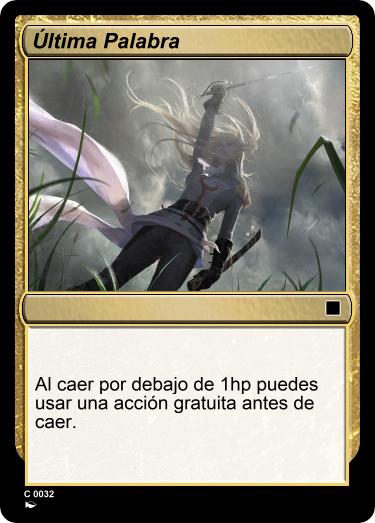 Última Palabra
Al caer por debajo de 1hp puedes
usar una acción gratuita antes de
caer.
C 0032